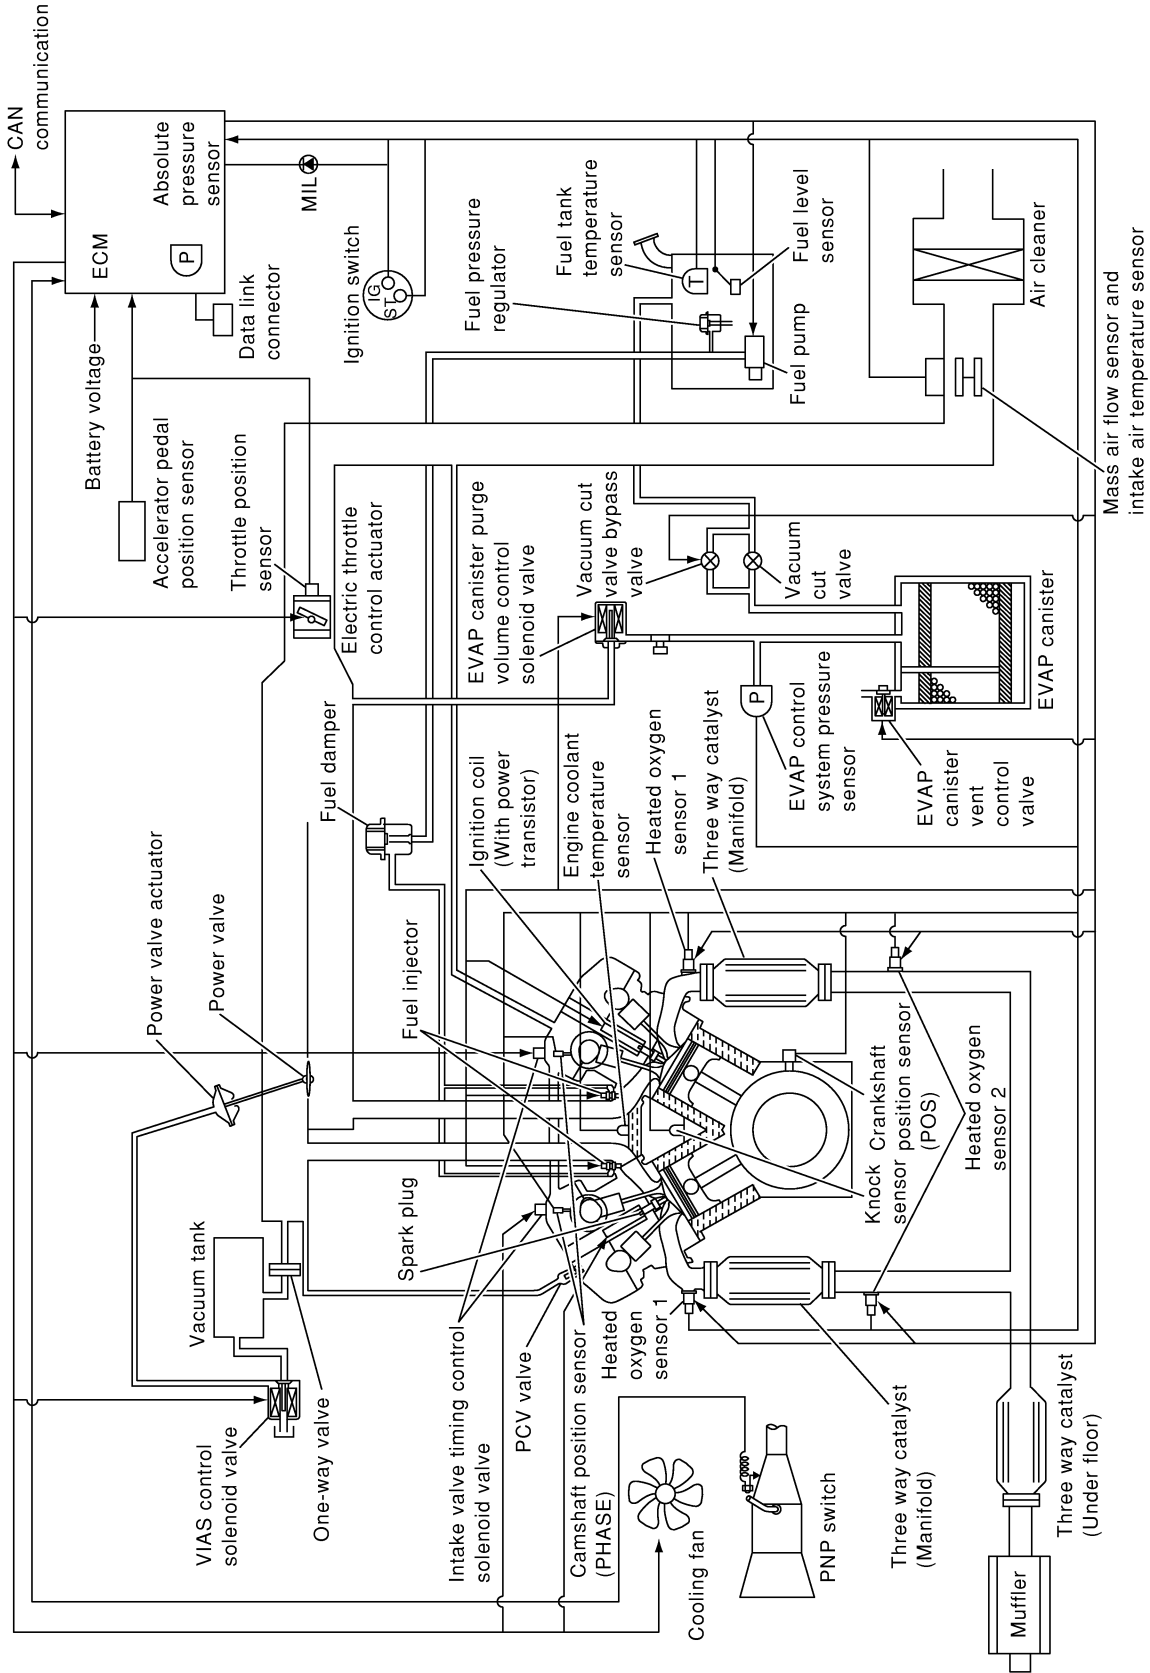 CAN
communication
ECM
Absolute
pressure
sensor
P
MIL
Battery voltage
Data link
connector
Ignition switch
IG
ST
Accelerator pedal
position sensor
Throttle position
sensor
Electric throttle
control actuator
Fuel pressure
regulator
Fuel tank
temperature
sensor
T
Fuel level
sensor
Fuel pump
Air cleaner
Mass air flow sensor and
intake air temperature sensor
EVAP canister purge
volume control
solenoid valve
Vacuum cut
valve bypass
valve
Vacuum
cut
valve
EVAP canister
P
EVAP control
system pressure
sensor
EVAP
canister
vent
control
valve
Fuel damper
Power valve actuator
Power valve
Fuel injector
Ignition coil
(With power
transistor)
Engine coolant
temperature
sensor
Heated oxygen
sensor 1
Three way catalyst
(Manifold)
Crankshaft
position sensor
(POS)
Knock
sensor
Heated oxygen
sensor 2
Vacuum tank
Spark plug
VIAS control
solenoid valve
One-way valve
Intake valve timing control
solenoid valve
PCV valve
Camshaft position sensor
(PHASE)
Heated
oxygen
sensor 1
Cooling fan
PNP switch
Three way catalyst
(Manifold)
Three way catalyst
(Under floor)
Muffler